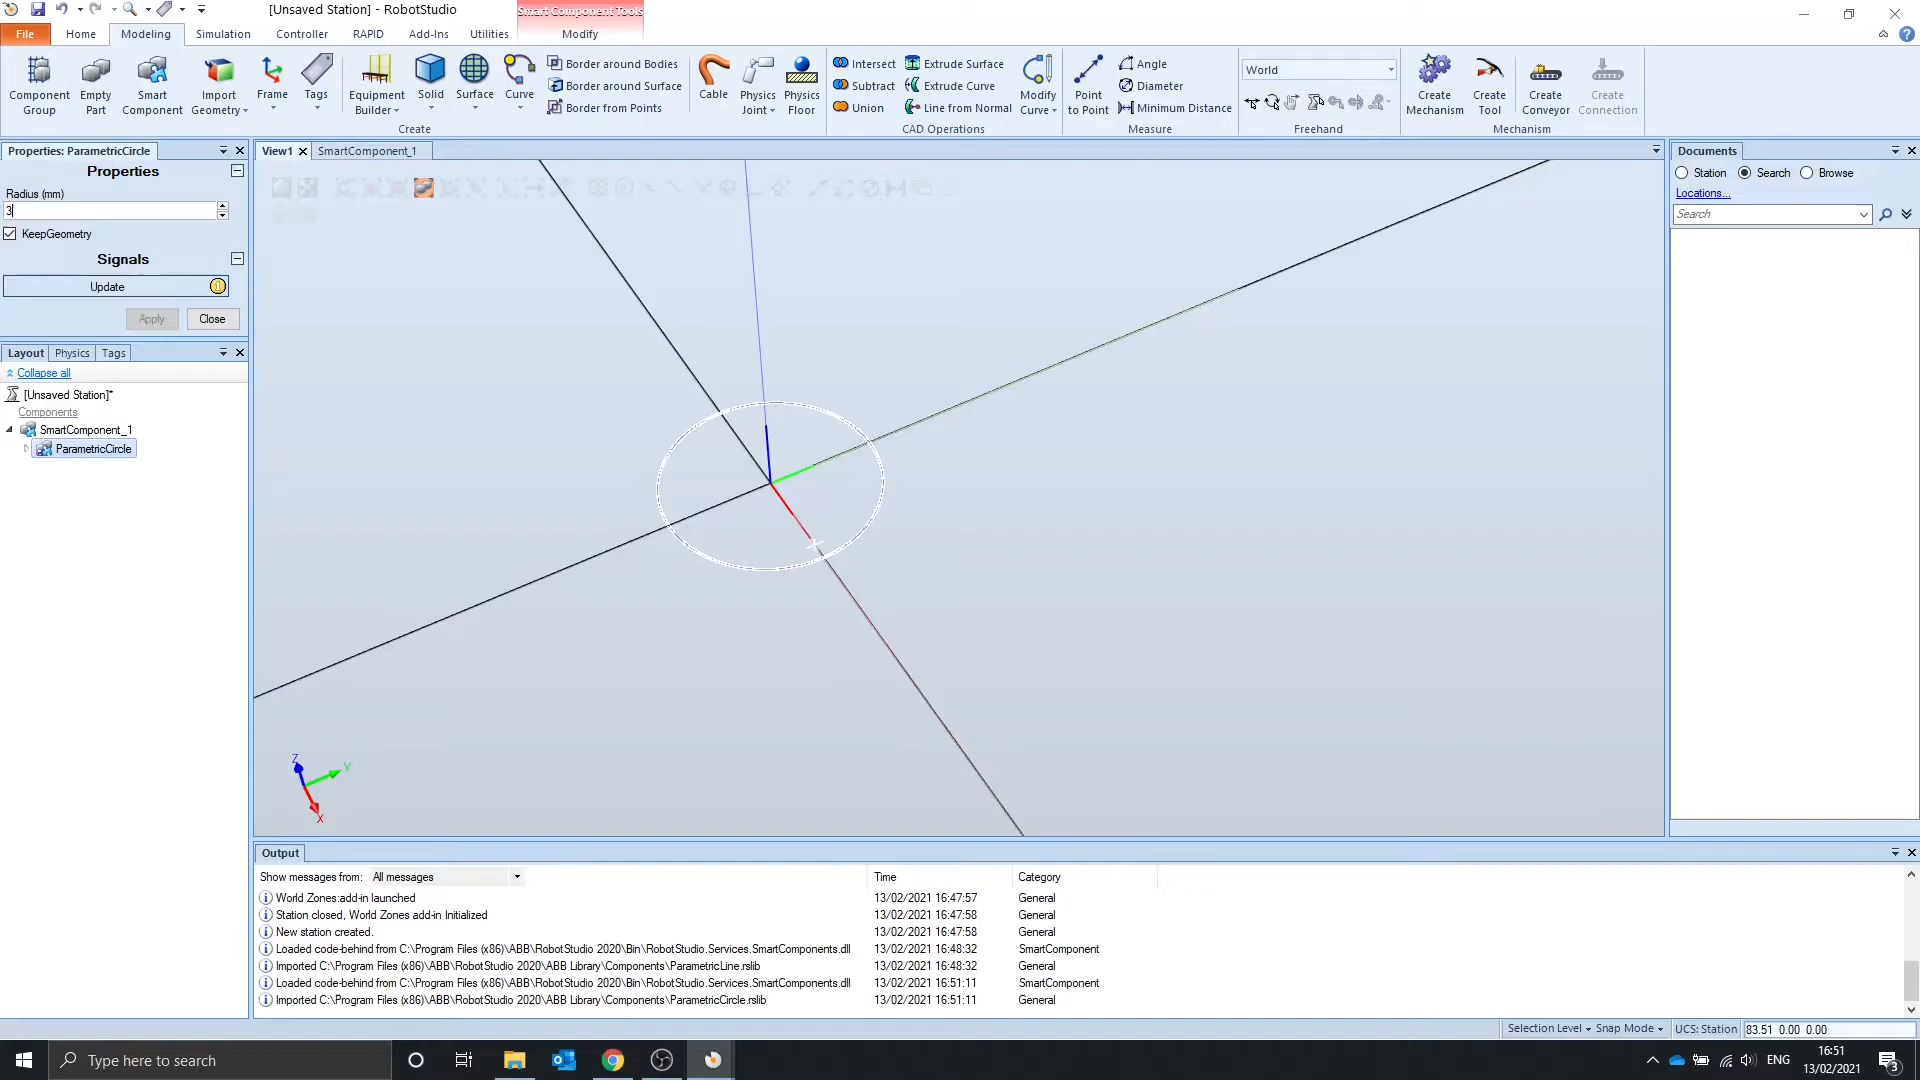 [Unsaved Station] - RobotStudio
Smart Component Tools
File Home Modeling Simulation Controller RAPID Add-Ins Utilities Modify
Component Group
Empty Part
Smart Component
Import Geometry
Frame
Tags
Equipment Builder
Solid
Surface
Curve
Border around Bodies
Border around Surface
Border from Points
Create
Cable
Physics Joint
Physics Floor
Intersect
Subtract
Union
Extrude Surface
Extrude Curve
Line from Normal
Modify Curve
CAD Operations
Point to Point
Angle
Diameter
Minimum Distance
Measure
World
Freehand
Create Mechanism
Create Tool
Create Conveyor
Create Connection
Mechanism
Properties: ParametricCircle
Properties
Radius (mm)
3
KeepGeometry
Signals
Update
Apply Close
Layout Physics Tags
Collapse all
[Unsaved Station]*
Components
SmartComponent_1
ParametricCircle
View1 SmartComponent_1
Z
Y
X
Documents
Station Search Browse
Locations...
Search
Output
Show messages from: All messages Time Category
World Zones:add-in launched 13/02/2021 16:47:57 General
Station closed, World Zones add-in Initialized 13/02/2021 16:47:58 General
New station created. 13/02/2021 16:47:58 General
Loaded code-behind from C:\Program Files (x86)\ABB\RobotStudio 2020\Bin\RobotStudio.Services.SmartComponents.dll 13/02/2021 16:48:32 SmartComponent
Imported C:\Program Files (x86)\ABB\RobotStudio 2020\ABB Library\Components\ParametricLine.rslib 13/02/2021 16:48:32 General
Loaded code-behind from C:\Program Files (x86)\ABB\RobotStudio 2020\Bin\RobotStudio.Services.SmartComponents.dll 13/02/2021 16:51:11 SmartComponent
Imported C:\Program Files (x86)\ABB\RobotStudio 2020\ABB Library\Components\ParametricCircle.rslib 13/02/2021 16:51:11 General
Selection Level Snap Mode UCS: Station 83.51 0.00 0.00
Type here to search
ENG
16:51
13/02/2021
3